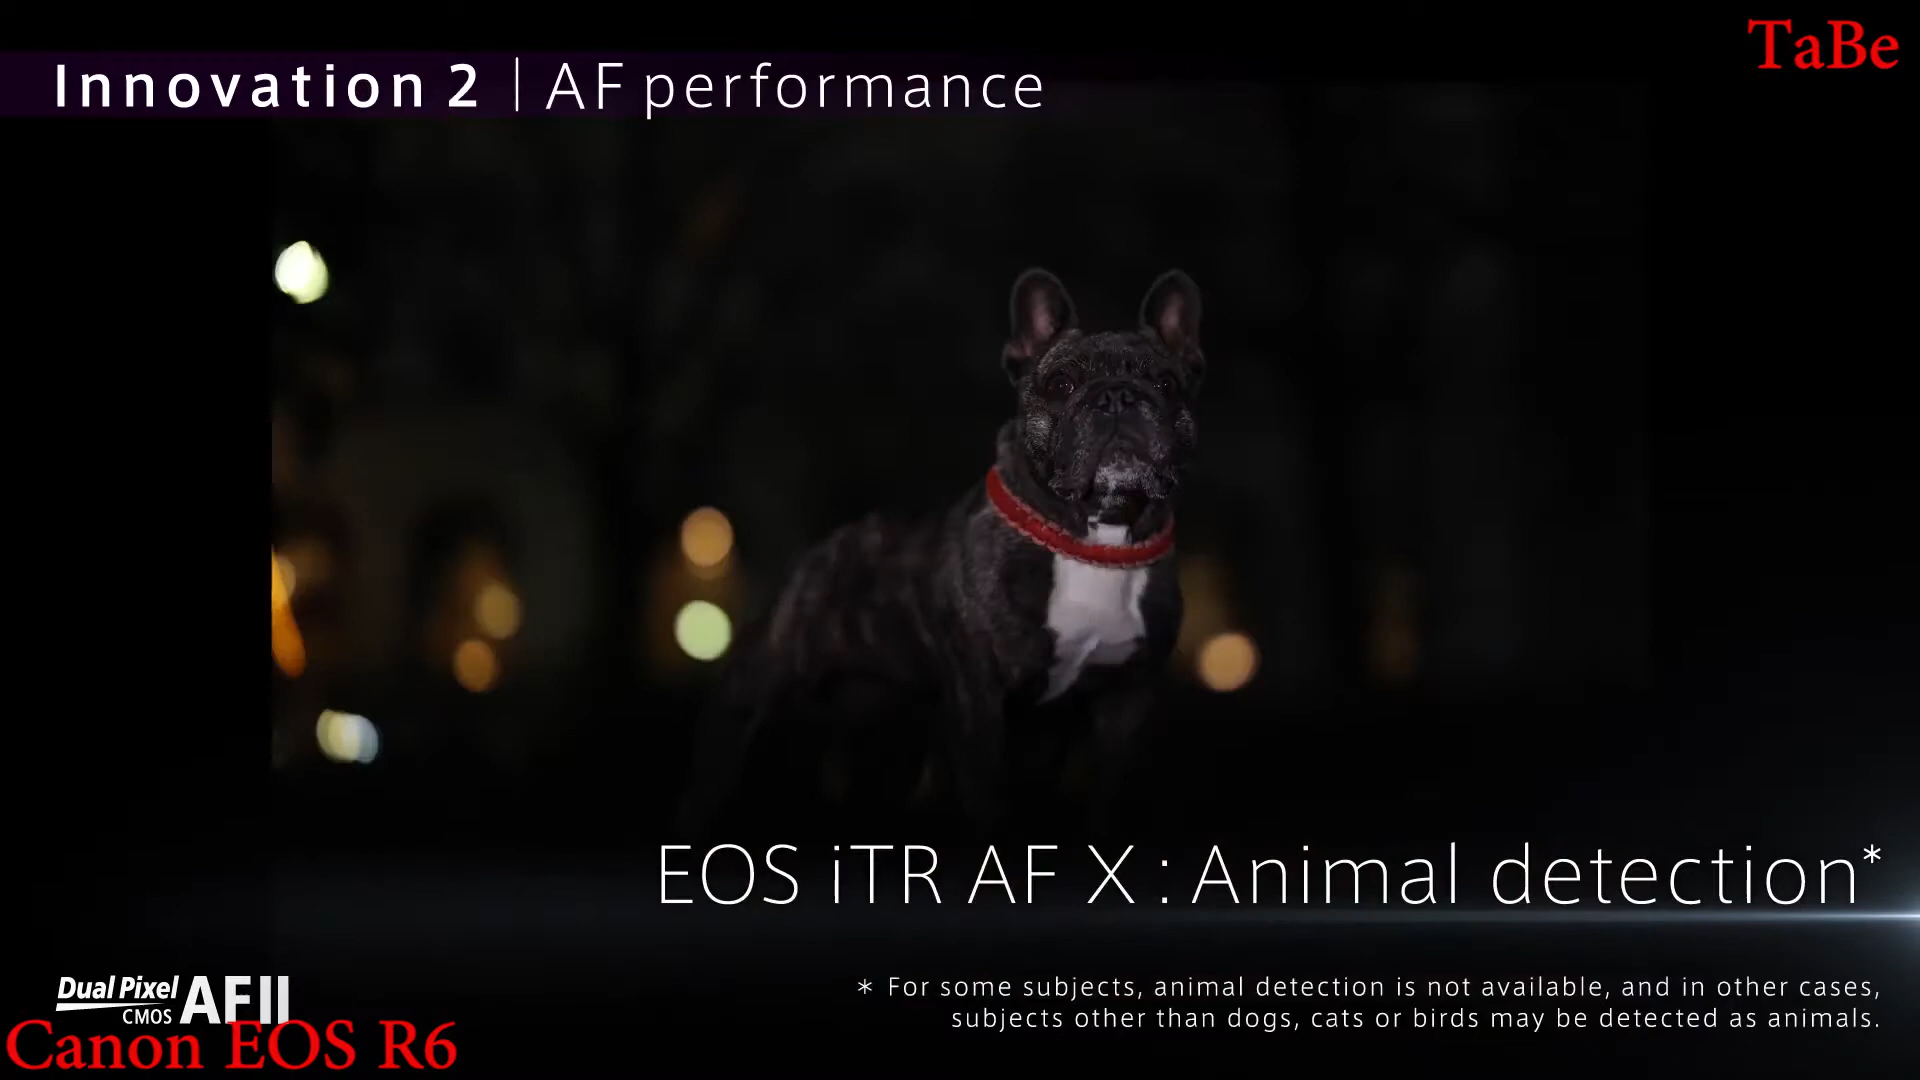 TaBe
Innovation 2 | AF performance
EOS iTR AF X : Animal detection*
Dual Pixel
CMOS AF II
* For some subjects, animal detection is not available, and in other cases,
subjects other than dogs, cats or birds may be detected as animals.
Canon EOS R6